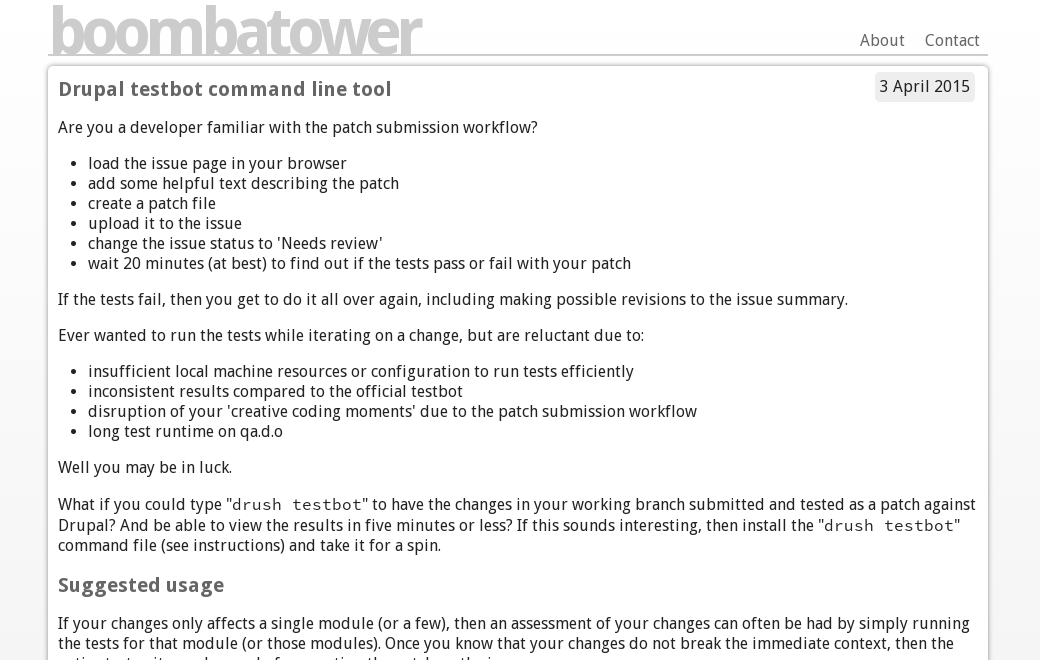 boombatower
About Contact
Drupal testbot command line tool
3 April 2015
Are you a developer familiar with the patch submission workflow?
• load the issue page in your browser
• add some helpful text describing the patch
• create a patch file
• upload it to the issue
• change the issue status to 'Needs review'
• wait 20 minutes (at best) to find out if the tests pass or fail with your patch
If the tests fail, then you get to do it all over again, including making possible revisions to the issue summary.
Ever wanted to run the tests while iterating on a change, but are reluctant due to:
• insufficient local machine resources or configuration to run tests efficiently
• inconsistent results compared to the official testbot
• disruption of your 'creative coding moments' due to the patch submission workflow
• long test runtime on qa.d.o
Well you may be in luck.
What if you could type "drush testbot" to have the changes in your working branch submitted and tested as a patch against
Drupal? And be able to view the results in five minutes or less? If this sounds interesting, then install the "drush testbot"
command file (see instructions) and take it for a spin.
Suggested usage
If your changes only affects a single module (or a few), then an assessment of your changes can often be had by simply running
the tests for that module (or those modules). Once you know that your changes do not break the immediate context, then the